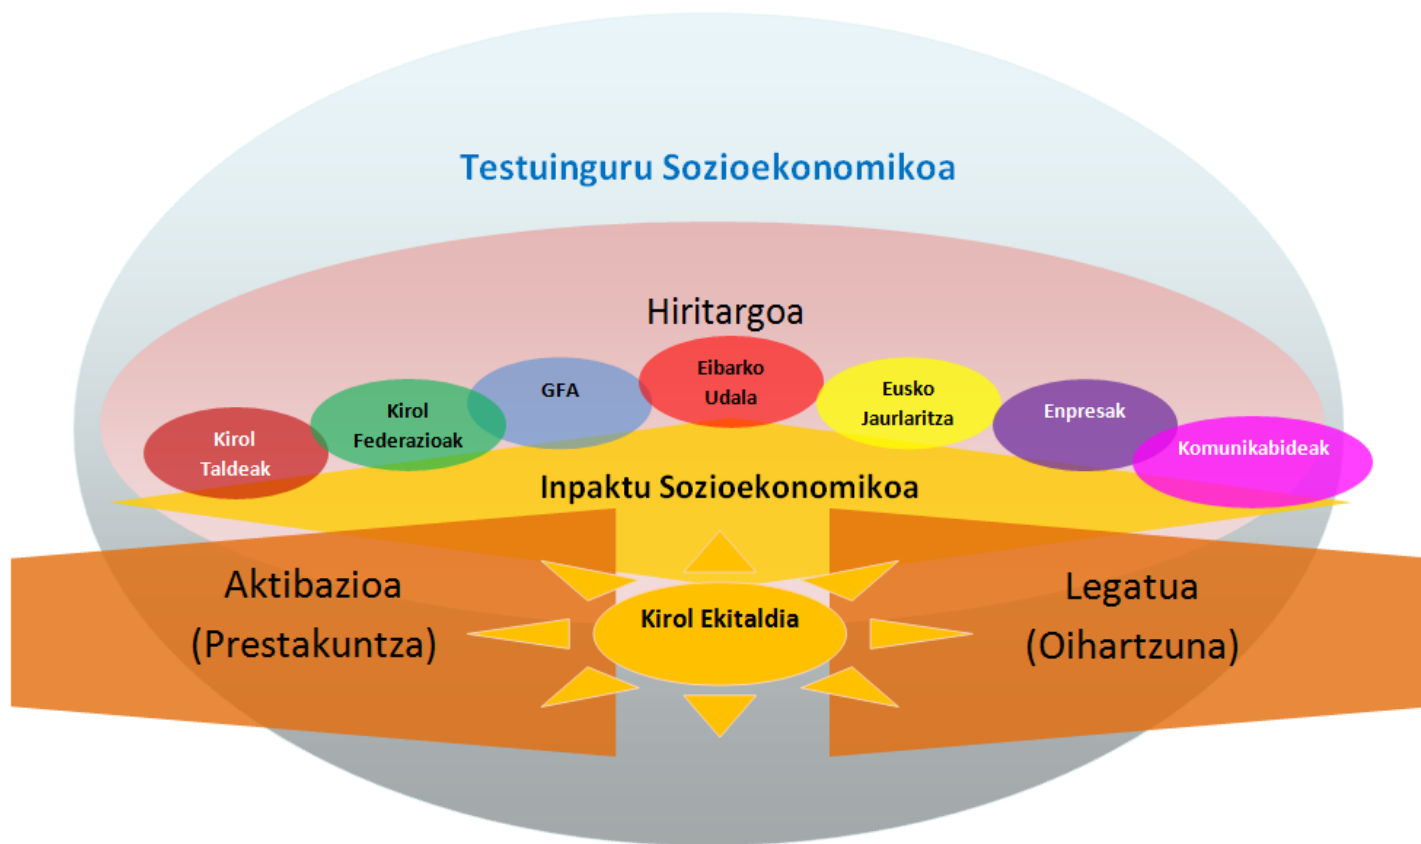 Testuinguru Sozioekonomikoa
Hiritargoa
Kirol
Taldeak
Kirol
Federazioak
GFA
Eibarko
Udala
Eusko
Jaurlaritza
Enpresak
Komunikabideak
Inpaktu Sozioekonomikoa
Aktibazioa
(Prestakuntza)
Kirol Ekitaldia
Legatua
(Oihartzuna)